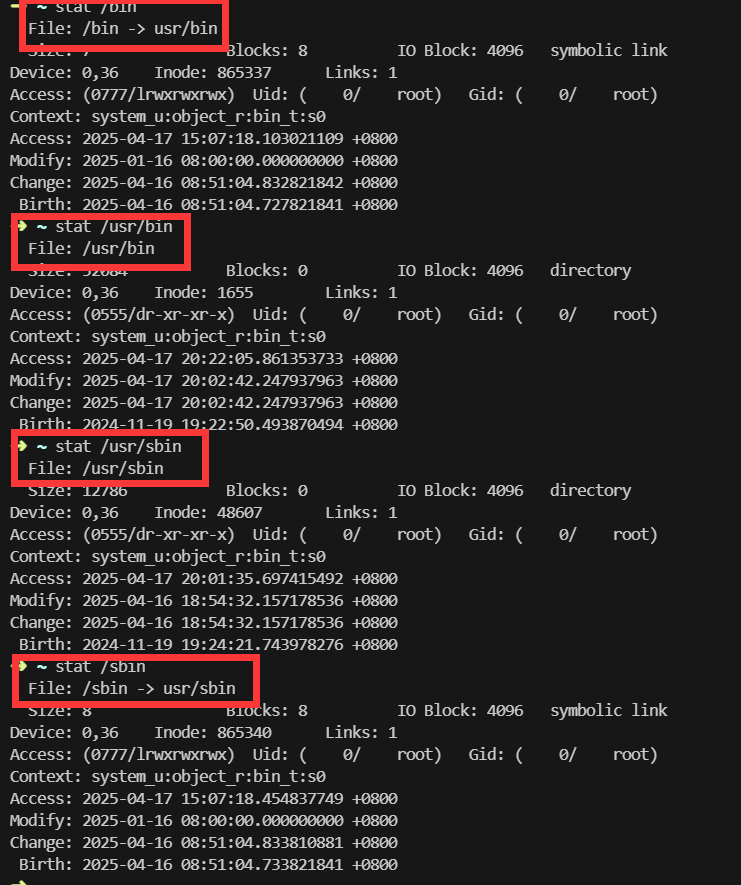 ➜ ~ stat /bin
File: /bin -> usr/bin
Size: 7 Blocks: 8 IO Block: 4096 symbolic link
Device: 0,36 Inode: 865337 Links: 1
Access: (0777/lrwxrwxrwx) Uid: ( 0/ root) Gid: ( 0/ root)
Context: system_u:object_r:bin_t:s0
Access: 2025-04-17 15:07:18.103021109 +0800
Modify: 2025-01-16 08:00:00.000000000 +0800
Change: 2025-04-16 08:51:04.832821842 +0800
Birth: 2025-04-16 08:51:04.727821841 +0800
➜ ~ stat /usr/bin
File: /usr/bin
Size: 52084 Blocks: 0 IO Block: 4096 directory
Device: 0,36 Inode: 1655 Links: 1
Access: (0555/dr-xr-xr-x) Uid: ( 0/ root) Gid: ( 0/ root)
Context: system_u:object_r:bin_t:s0
Access: 2025-04-17 20:22:05.861353733 +0800
Modify: 2025-04-17 20:02:42.247937963 +0800
Change: 2025-04-17 20:02:42.247937963 +0800
Birth: 2024-11-19 19:22:50.493870494 +0800
➜ ~ stat /usr/sbin
File: /usr/sbin
Size: 12786 Blocks: 0 IO Block: 4096 directory
Device: 0,36 Inode: 48607 Links: 1
Access: (0555/dr-xr-xr-x) Uid: ( 0/ root) Gid: ( 0/ root)
Context: system_u:object_r:bin_t:s0
Access: 2025-04-17 20:01:35.697415492 +0800
Modify: 2025-04-16 18:54:32.157178536 +0800
Change: 2025-04-16 18:54:32.157178536 +0800
Birth: 2024-11-19 19:24:21.743978276 +0800
➜ ~ stat /sbin
File: /sbin -> usr/sbin
Size: 8 Blocks: 8 IO Block: 4096 symbolic link
Device: 0,36 Inode: 865340 Links: 1
Access: (0777/lrwxrwxrwx) Uid: ( 0/ root) Gid: ( 0/ root)
Context: system_u:object_r:bin_t:s0
Access: 2025-04-17 15:07:18.454837749 +0800
Modify: 2025-01-16 08:00:00.000000000 +0800
Change: 2025-04-16 08:51:04.833810881 +0800
Birth: 2025-04-16 08:51:04.733821841 +0800